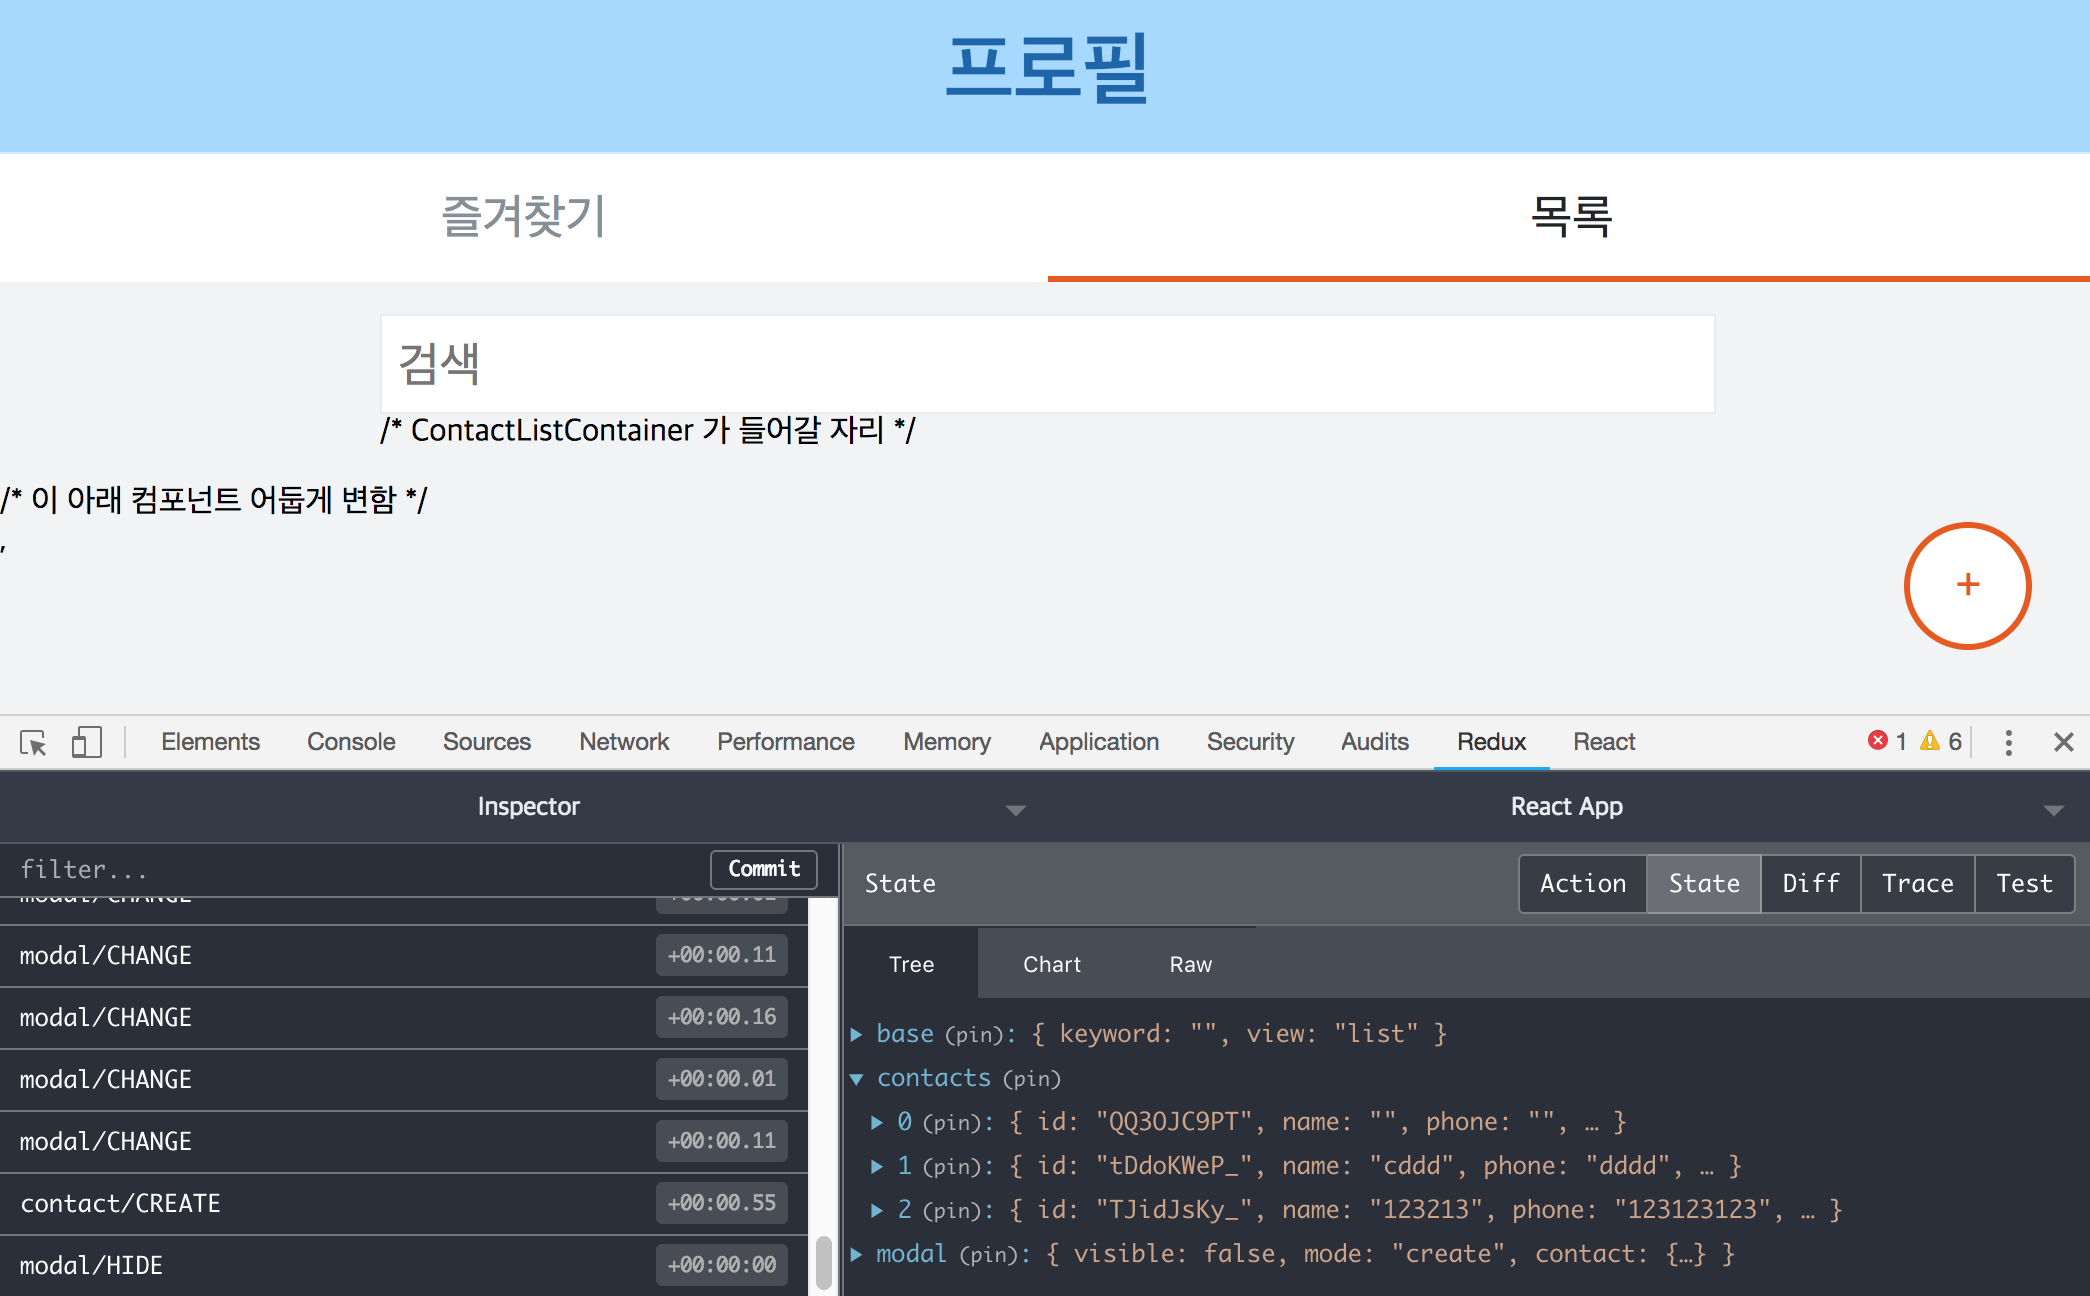 프로필
즐겨찾기 목록
검색
/* ContactListContainer 가 들어갈 자리 */
/* 이 아래 컴포넌트 어둡게 변함 */
,
+
Elements Console Sources Network Performance Memory Application Security Audits Redux React 1 6
Inspector React App
filter... Commit
State Action State Diff Trace Test
modal/CHANGE
modal/CHANGE +00:00.11
modal/CHANGE +00:00.16
modal/CHANGE +00:00.01
modal/CHANGE +00:00.11
contact/CREATE +00:00.55
modal/HIDE +00:00:00
Tree Chart Raw
base (pin): { keyword: "", view: "list" }
contacts (pin)
0 (pin): { id: "QQ3OJC9PT", name: "", phone: "", … }
1 (pin): { id: "tDdoKWeP_", name: "cddd", phone: "dddd", … }
2 (pin): { id: "TJidJsKy_", name: "123213", phone: "123123123", … }
modal (pin): { visible: false, mode: "create", contact: {…} }